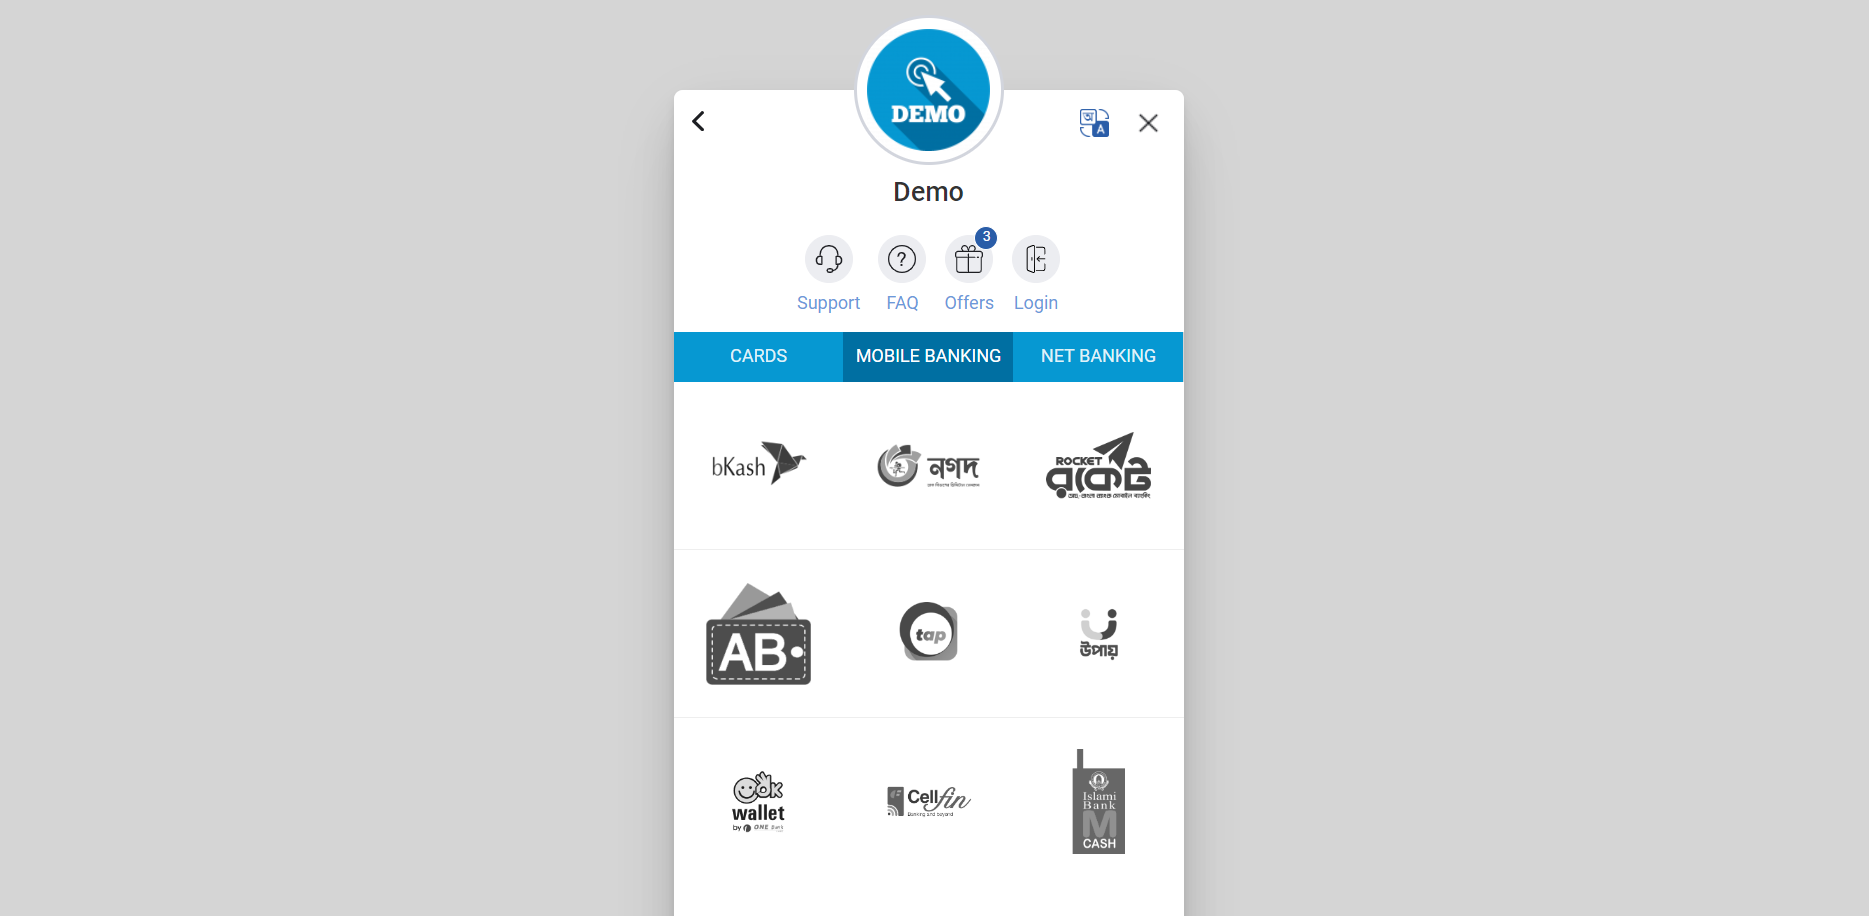 DEMO
অ
A
Demo
?
3
Support FAQ Offers Login
CARDS MOBILE BANKING NET BANKING
bKash
নগদ
ROCKET
রকেট
AB
tap
উপায়
OK
wallet
by ONE Bank
Cellfin
Banking and beyond
Islami
Bank
M
CASH